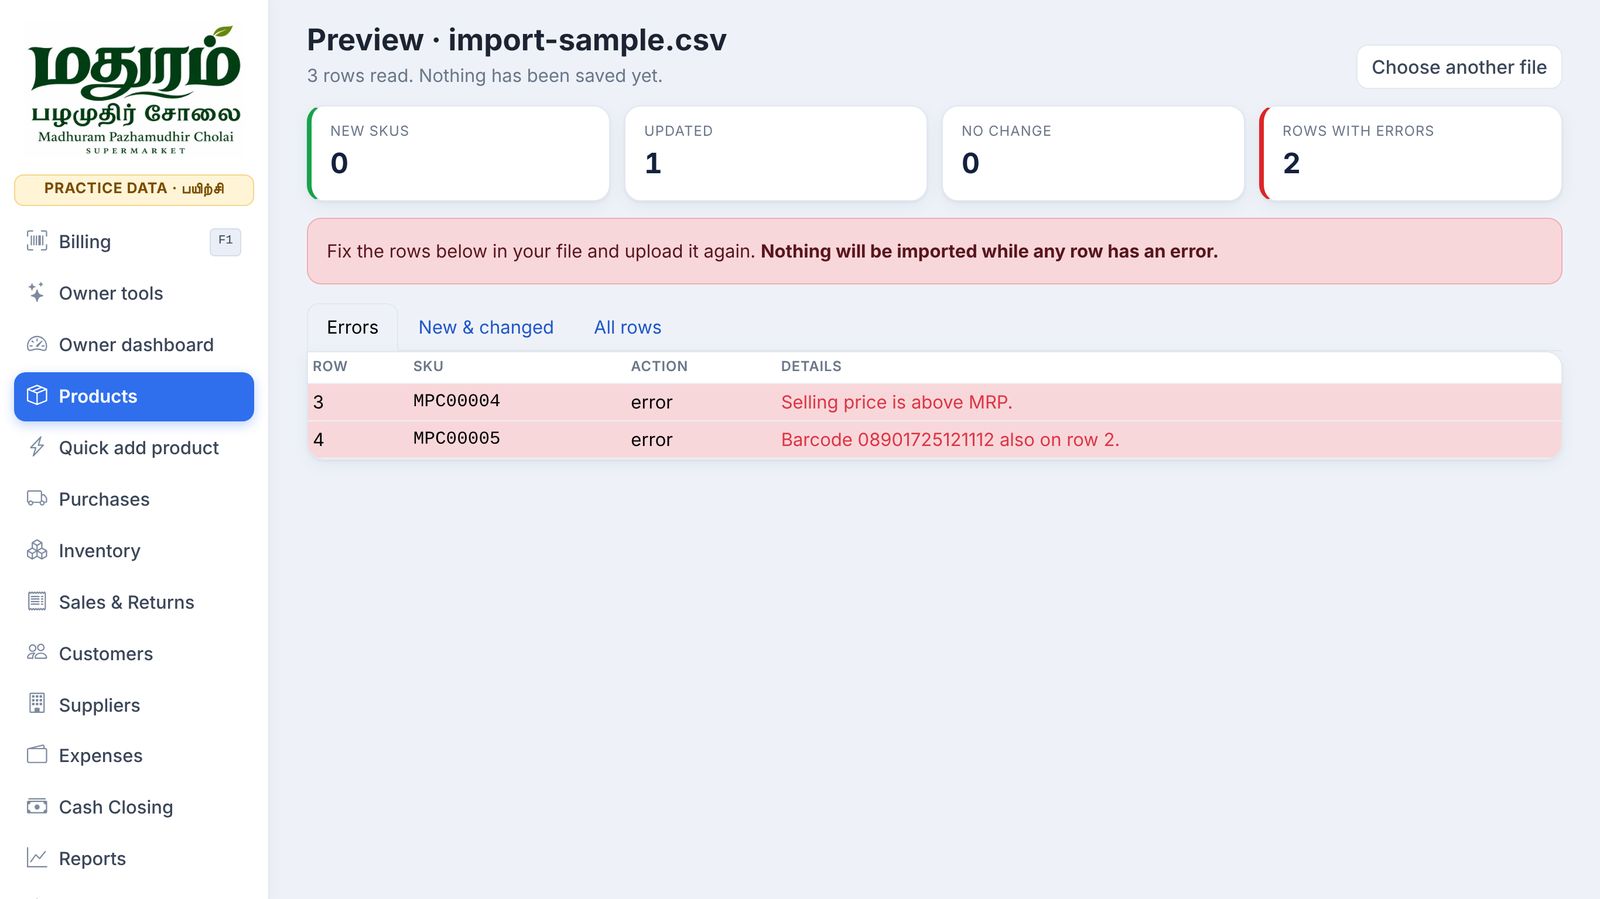 மதுரம்
பழமுதிர் சோலை
Madhuram Pazhamudhir Cholai
SUPERMARKET
PRACTICE DATA · பயிற்சி
Billing F1
Owner tools
Owner dashboard
Products
Quick add product
Purchases
Inventory
Sales & Returns
Customers
Suppliers
Expenses
Cash Closing
Reports
Preview · import-sample.csv
3 rows read. Nothing has been saved yet.
Choose another file
NEW SKUS
0
UPDATED
1
NO CHANGE
0
ROWS WITH ERRORS
2
Fix the rows below in your file and upload it again. Nothing will be imported while any row has an error.
Errors New & changed All rows
ROW SKU ACTION DETAILS
3 MPC00004 error Selling price is above MRP.
4 MPC00005 error Barcode 08901725121112 also on row 2.